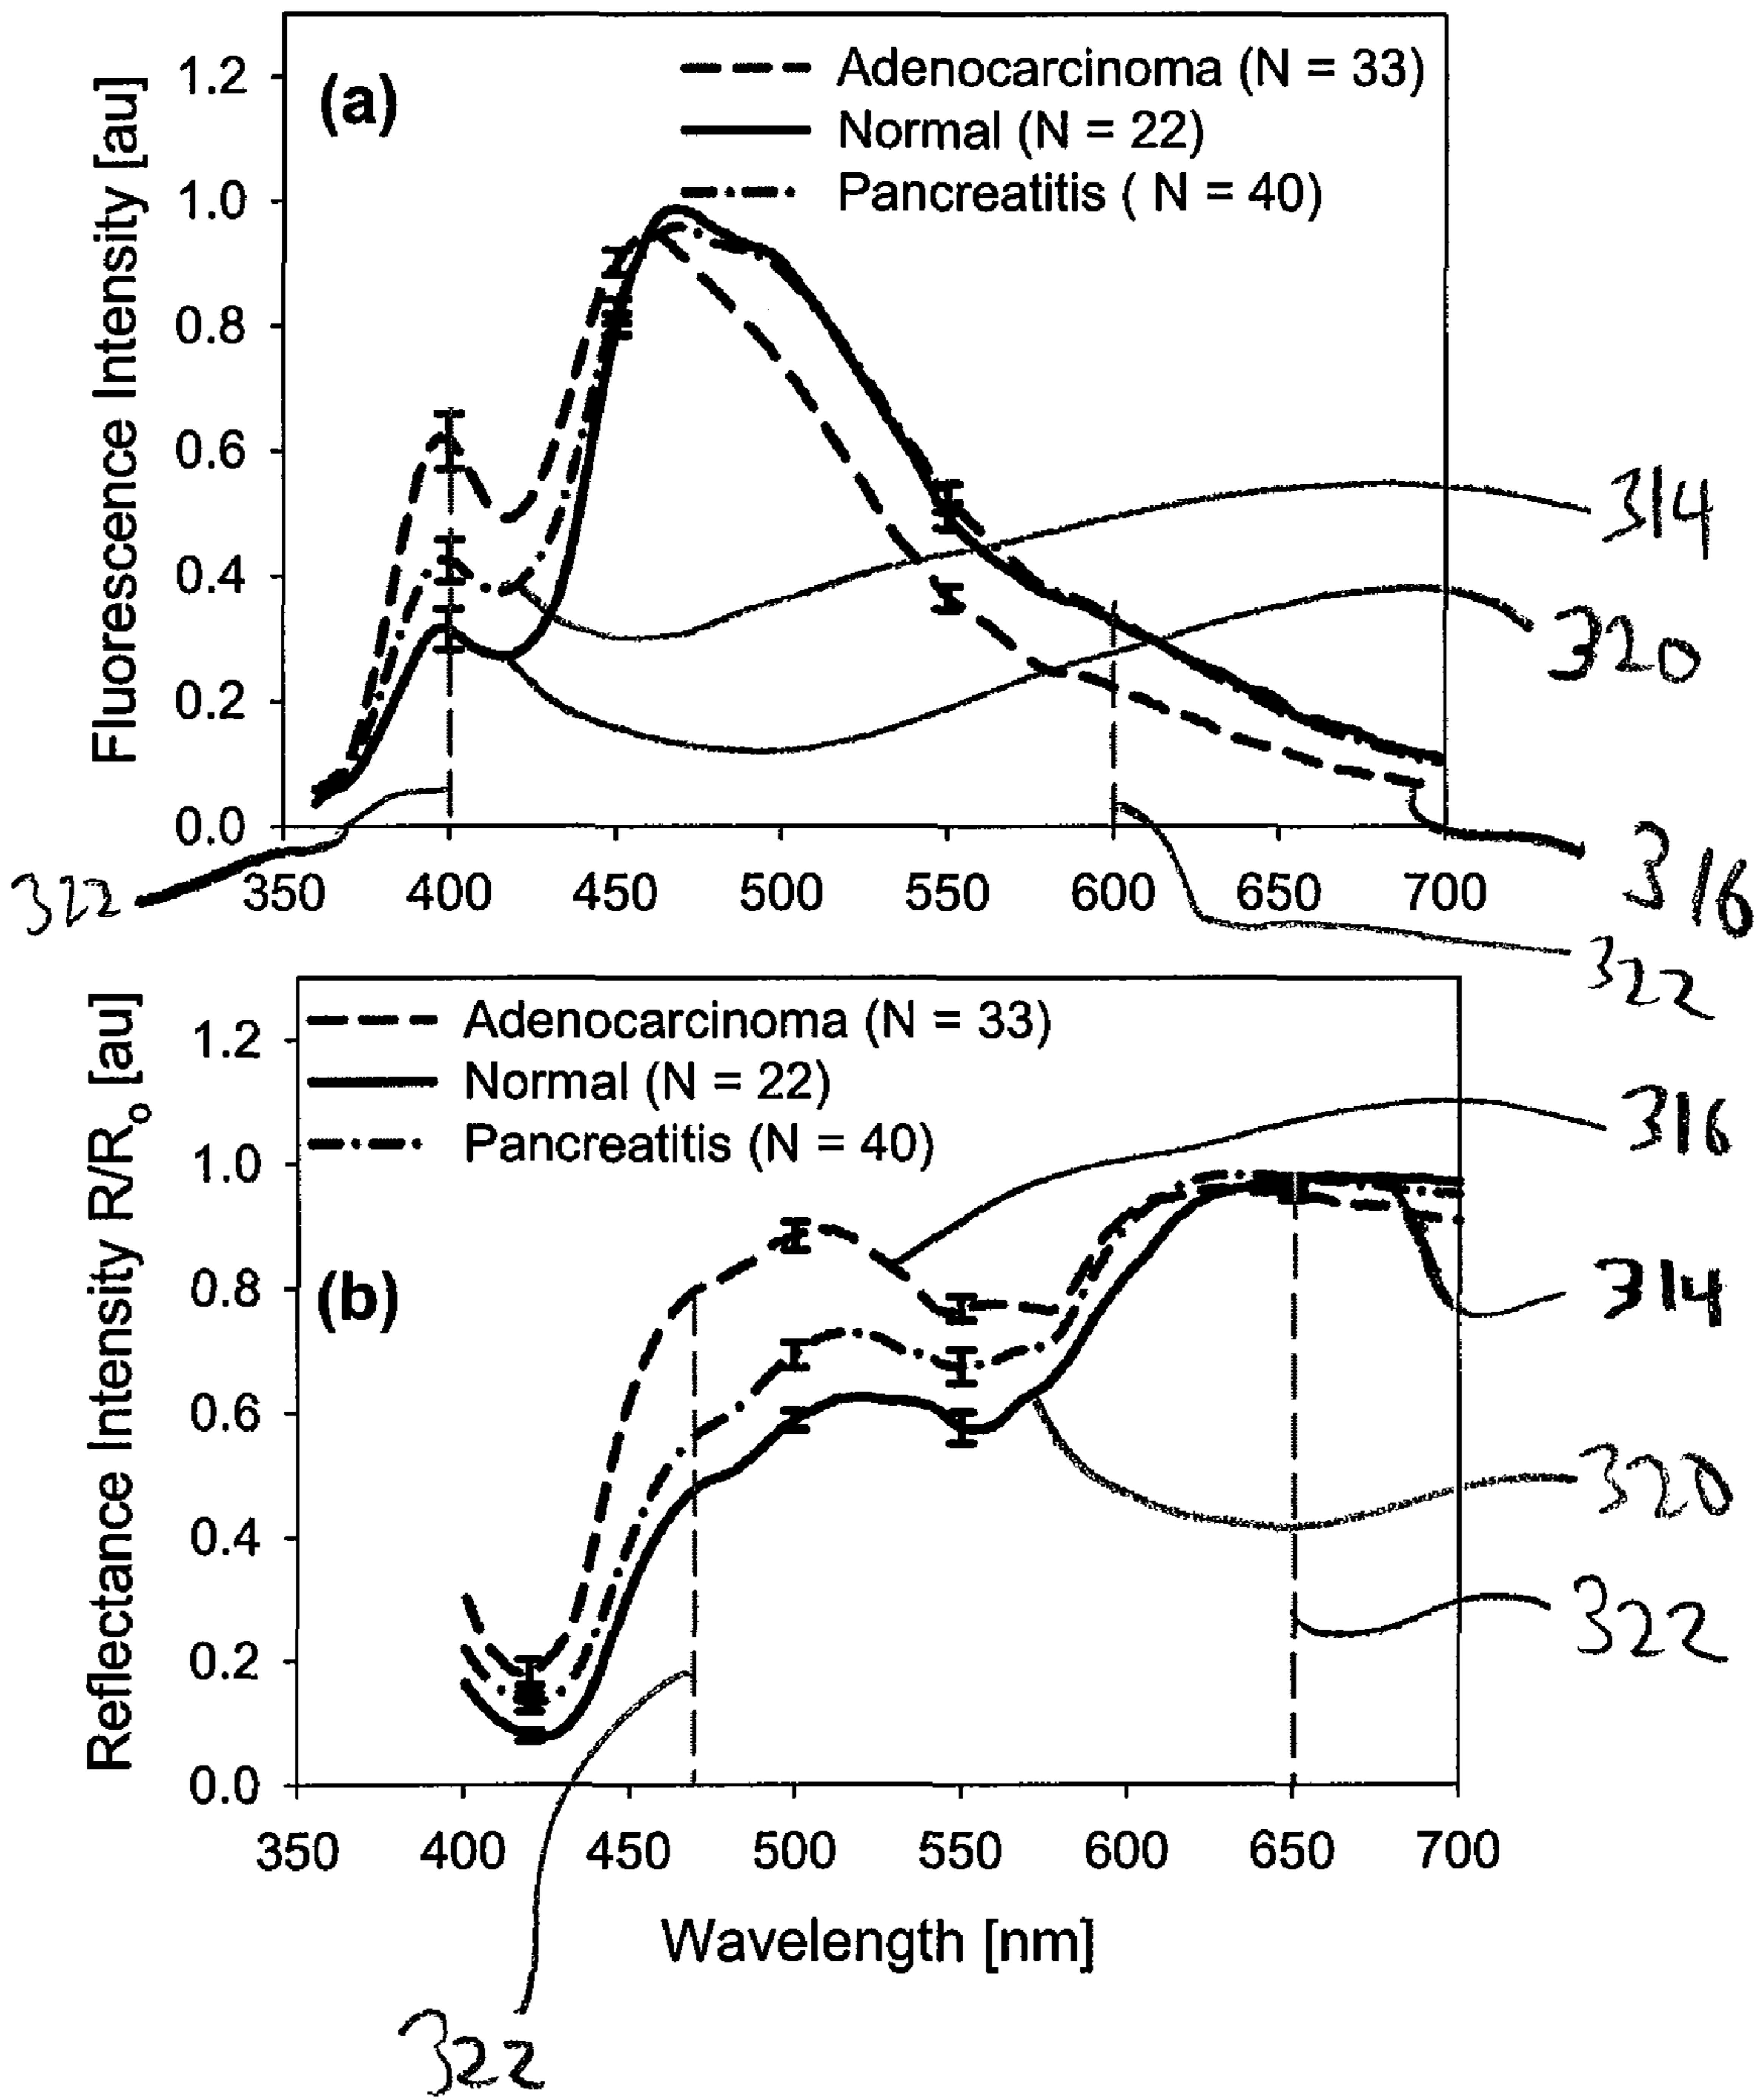 (a)
Adenocarcinoma (N = 33)
Normal (N = 22)
Pancreatitis ( N = 40)
Fluorescence Intensity [au]
1.2
1.0
0.8
0.6
0.4
0.2
0.0
350 400 450 500 550 600 650 700
314
320
316
322
322
Adenocarcinoma (N = 33)
Normal (N = 22)
Pancreatitis (N = 40)
(b)
Reflectance Intensity R/Ro [au]
1.2
1.0
0.8
0.6
0.4
0.2
0.0
350 400 450 500 550 600 650 700
316
314
320
322
Wavelength [nm]
322